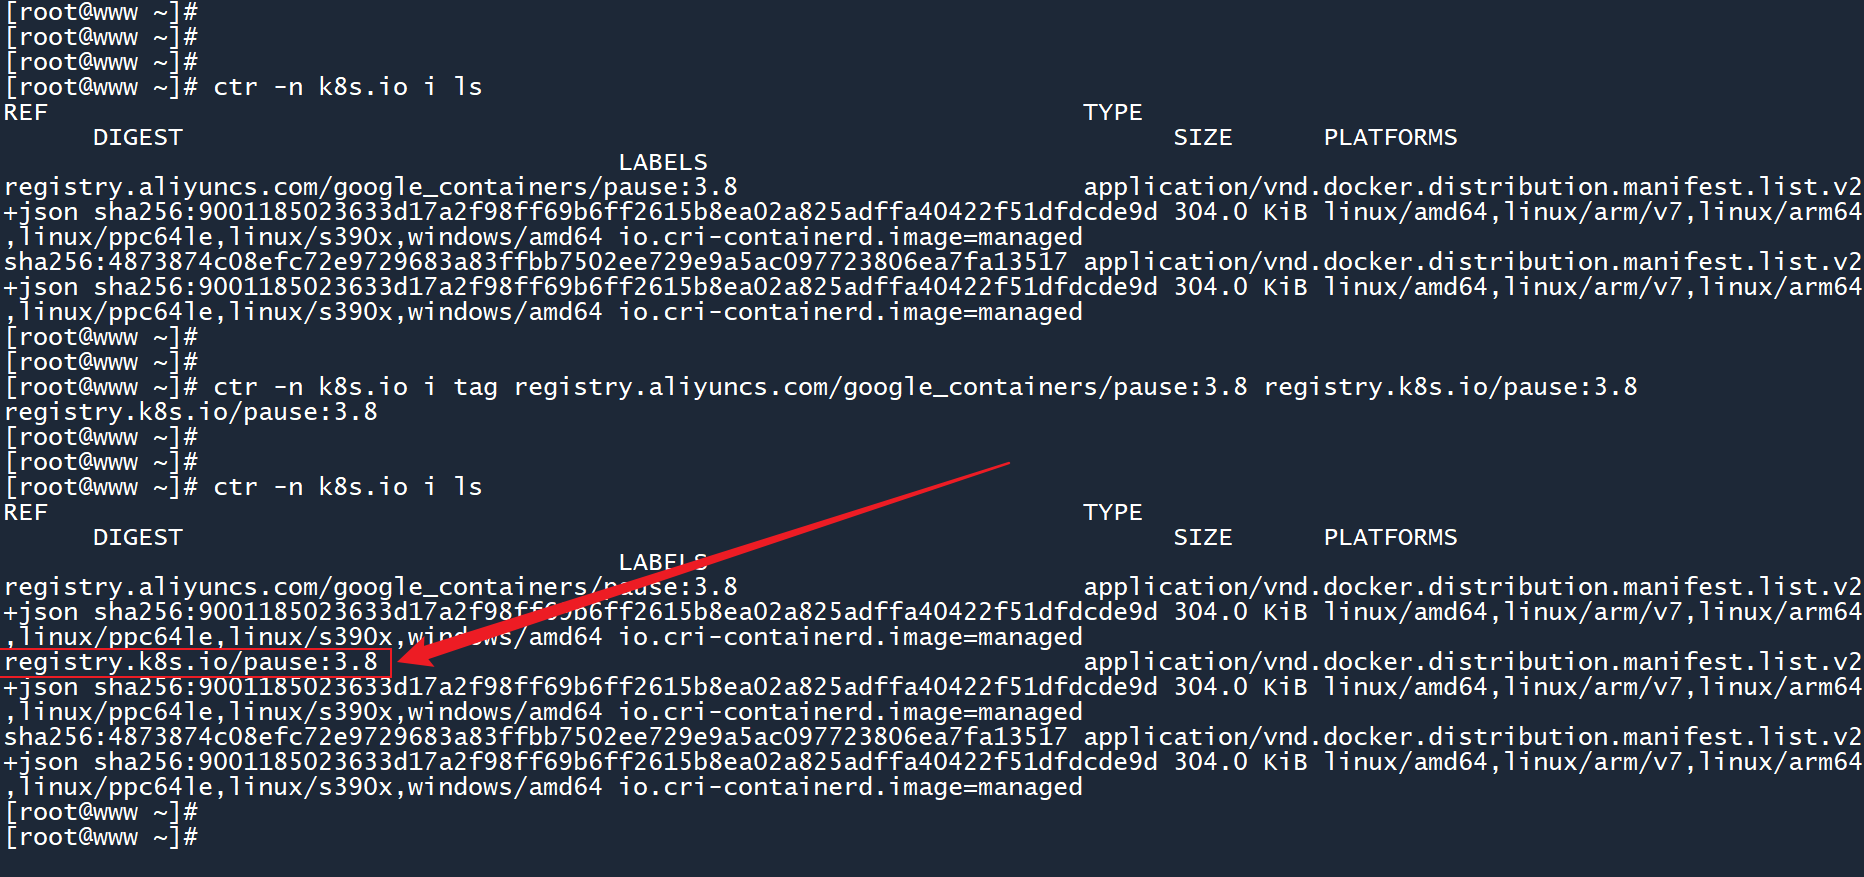 [root@www ~]#
[root@www ~]#
[root@www ~]#
[root@www ~]# ctr -n k8s.io i ls
REF TYPE
DIGEST SIZE PLATFORMS
LABELS
registry.aliyuncs.com/google_containers/pause:3.8 application/vnd.docker.distribution.manifest.list.v2
+json sha256:9001185023633d17a2f98ff69b6ff2615b8ea02a825adffa40422f51dfdcde9d 304.0 KiB linux/amd64,linux/arm/v7,linux/arm64
,linux/ppc64le,linux/s390x,windows/amd64 io.cri-containerd.image=managed
sha256:4873874c08efc72e9729683a83ffbb7502ee729e9a5ac097723806ea7fa13517 application/vnd.docker.distribution.manifest.list.v2
+json sha256:9001185023633d17a2f98ff69b6ff2615b8ea02a825adffa40422f51dfdcde9d 304.0 KiB linux/amd64,linux/arm/v7,linux/arm64
,linux/ppc64le,linux/s390x,windows/amd64 io.cri-containerd.image=managed
[root@www ~]#
[root@www ~]#
[root@www ~]# ctr -n k8s.io i tag registry.aliyuncs.com/google_containers/pause:3.8 registry.k8s.io/pause:3.8
registry.k8s.io/pause:3.8
[root@www ~]#
[root@www ~]#
[root@www ~]# ctr -n k8s.io i ls
REF TYPE
DIGEST SIZE PLATFORMS
LABELS
registry.aliyuncs.com/google_containers/pause:3.8 application/vnd.docker.distribution.manifest.list.v2
+json sha256:9001185023633d17a2f98ff69b6ff2615b8ea02a825adffa40422f51dfdcde9d 304.0 KiB linux/amd64,linux/arm/v7,linux/arm64
,linux/ppc64le,linux/s390x,windows/amd64 io.cri-containerd.image=managed
registry.k8s.io/pause:3.8 application/vnd.docker.distribution.manifest.list.v2
+json sha256:9001185023633d17a2f98ff69b6ff2615b8ea02a825adffa40422f51dfdcde9d 304.0 KiB linux/amd64,linux/arm/v7,linux/arm64
,linux/ppc64le,linux/s390x,windows/amd64 io.cri-containerd.image=managed
sha256:4873874c08efc72e9729683a83ffbb7502ee729e9a5ac097723806ea7fa13517 application/vnd.docker.distribution.manifest.list.v2
+json sha256:9001185023633d17a2f98ff69b6ff2615b8ea02a825adffa40422f51dfdcde9d 304.0 KiB linux/amd64,linux/arm/v7,linux/arm64
,linux/ppc64le,linux/s390x,windows/amd64 io.cri-containerd.image=managed
[root@www ~]#
[root@www ~]#